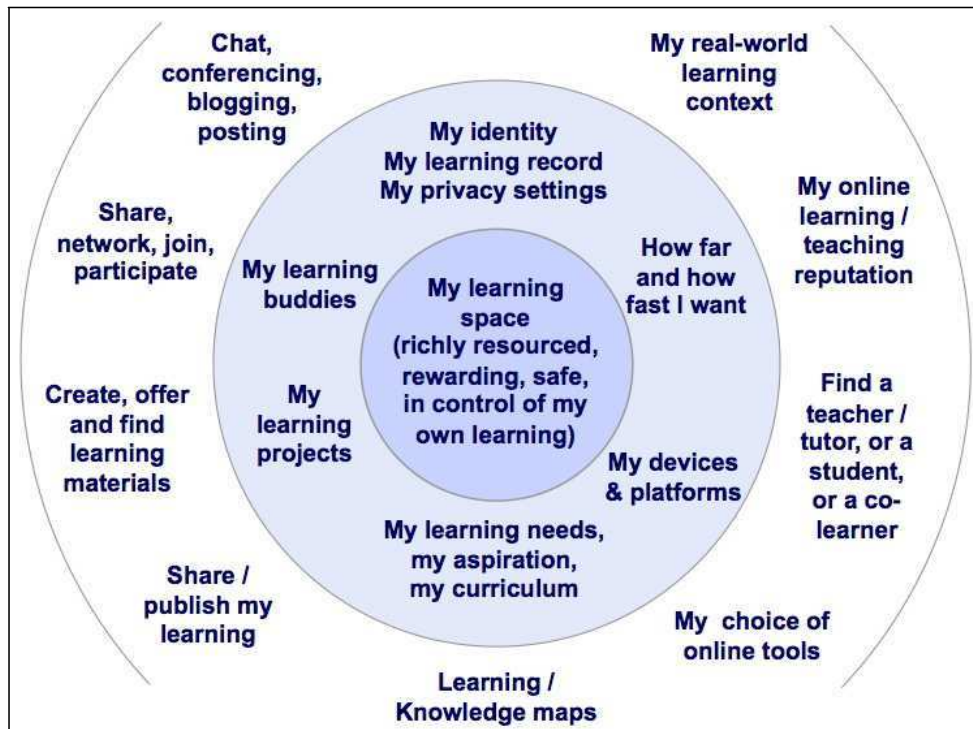 Chat,
conferencing,
blogging,
posting
My real-world
learning
context
My identity
My learning record
My privacy settings
Share,
network, join,
participate
My online
learning /
teaching
reputation
My learning
buddies
How far
and how
fast I want
My learning
space
(richly resourced,
rewarding, safe,
in control of my
own learning)
Create, offer
and find
learning
materials
My
learning
projects
Find a
teacher /
tutor, or a
student,
or a co-
learner
My devices
& platforms
My learning needs,
my aspiration,
my curriculum
Share /
publish my
learning
My choice of
online tools
Learning /
Knowledge maps